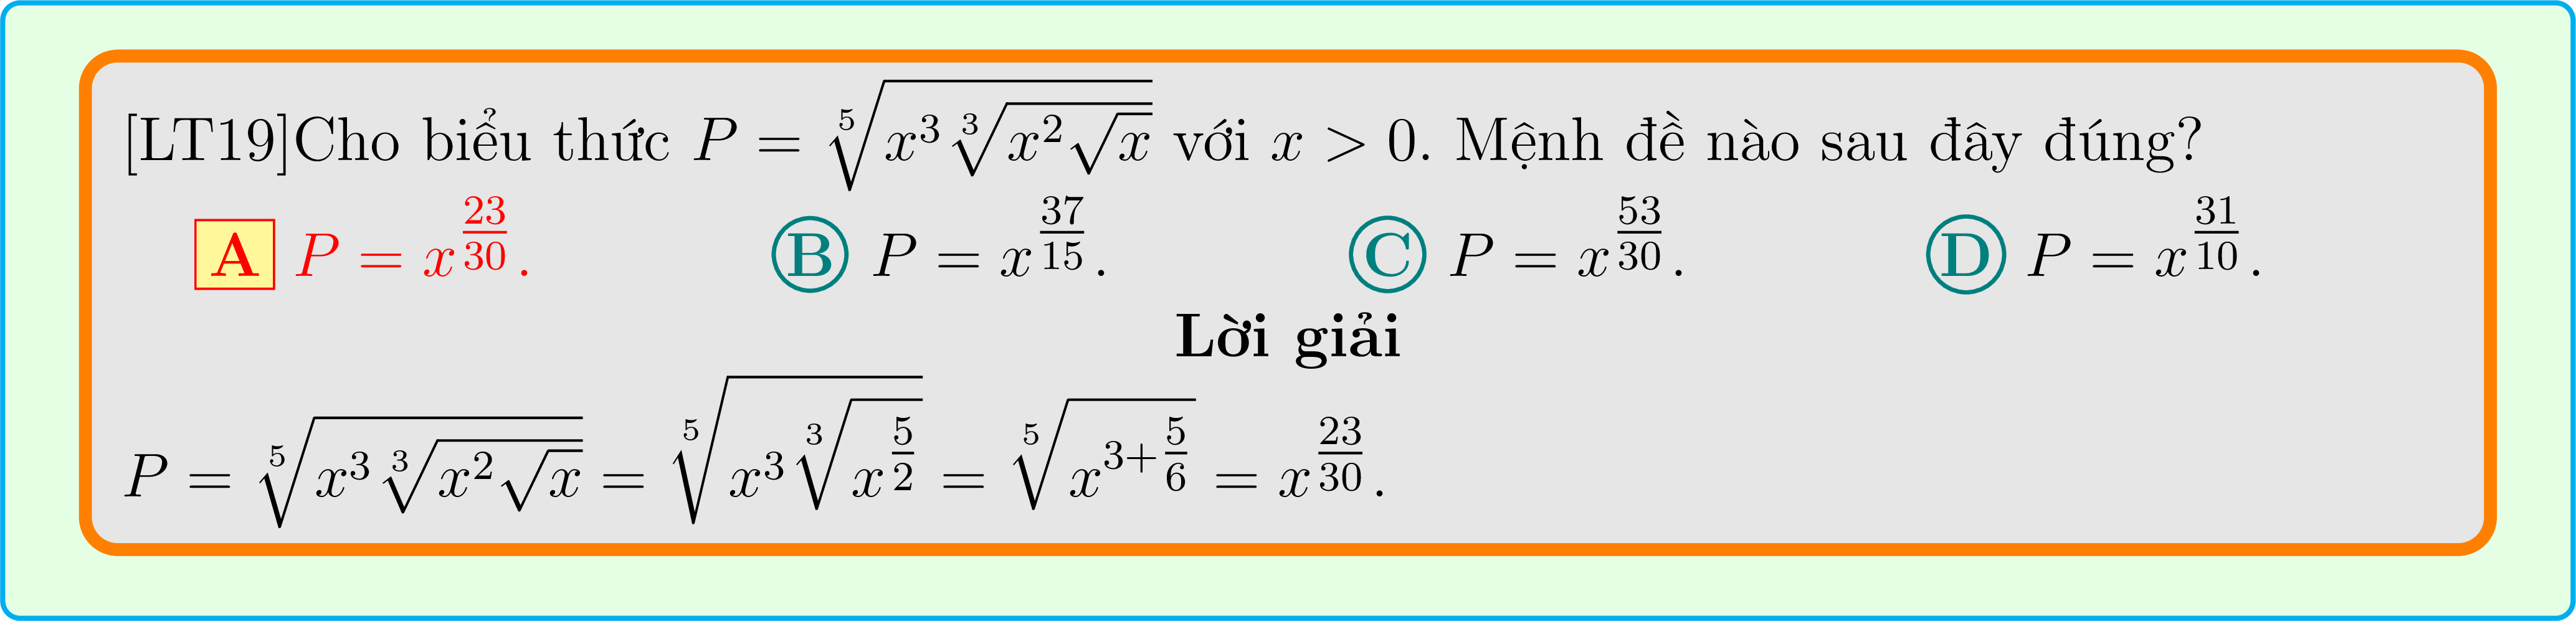 [LT19]Cho biểu thức $P = \sqrt[5]{x^3 \sqrt[3]{x^2 \sqrt{x}}}$ với $x > 0$. Mệnh đề nào sau đây đúng?
A $P = x^{\frac{23}{30}}$. B $P = x^{\frac{37}{15}}$. C $P = x^{\frac{53}{30}}$. D $P = x^{\frac{31}{10}}$.
Lời giải
$P = \sqrt[5]{x^3 \sqrt[3]{x^2 \sqrt{x}}} = \sqrt[5]{x^3 \sqrt[3]{x^{\frac{5}{2}}}} = \sqrt[5]{x^{3+\frac{5}{6}}} = x^{\frac{23}{30}}$.